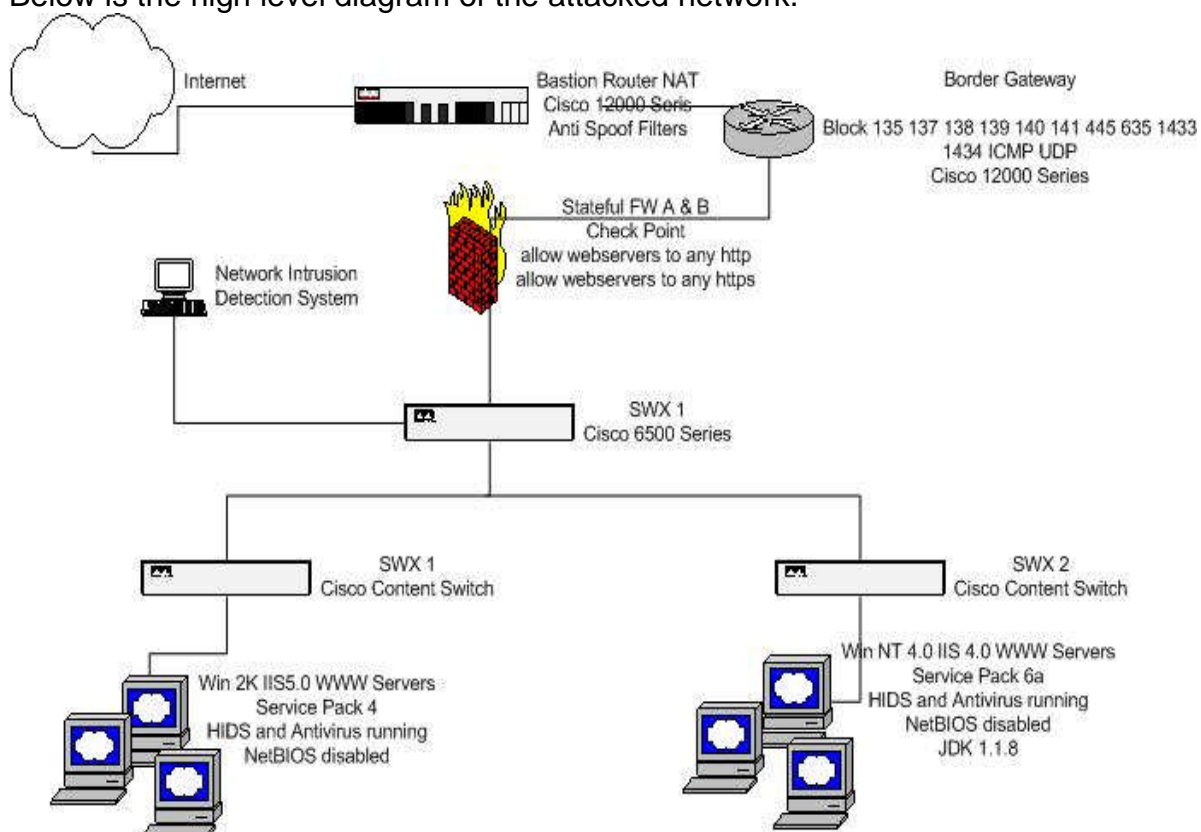 Below is the high level diagram of the attacked network.
Internet
Bastion Router NAT
Cisco 12000 Seris
Anti Spoof Filters
Border Gateway
Block 135 137 138 139 140 141 445 635 1433
1434 ICMP UDP
Cisco 12000 Series
Stateful FW A & B
Check Point
allow webservers to any http
allow webservers to any https
Network Intrusion
Detection System
SWX 1
Cisco 6500 Series
SWX 1
Cisco Content Switch
SWX 2
Cisco Content Switch
Win 2K IIS5.0 WWW Servers
Service Pack 4
HIDS and Antivirus running
NetBIOS disabled
Win NT 4.0 IIS 4.0 WWW Servers
Service Pack 6a
HIDS and Antivirus running
NetBIOS disabled
JDK 1.1.8